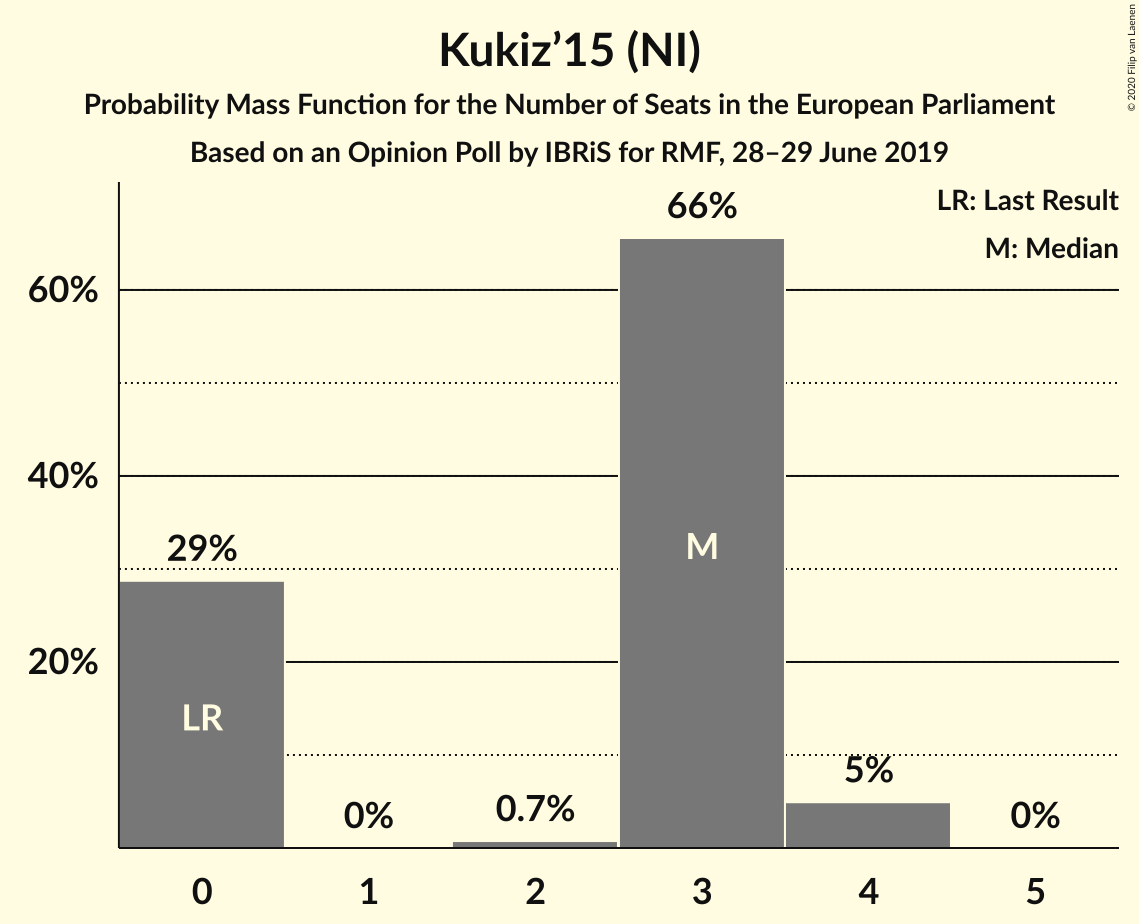 Kukiz’15 (NI)
Probability Mass Function for the Number of Seats in the European Parliament
Based on an Opinion Poll by IBRiS for RMF, 28–29 June 2019
© 2020 Filip van Laenen
LR: Last Result
M: Median
60%
40%
20%
29%
0%
0.7%
66%
5%
0%
LR
M
0 1 2 3 4 5